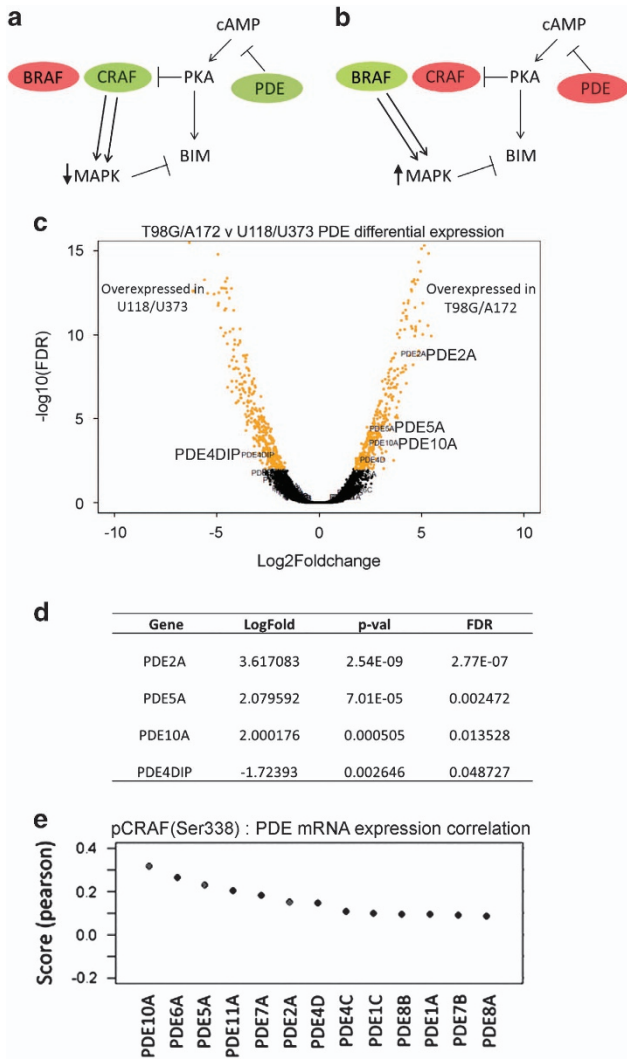 a
cAMP
BRAF CRAF PKA PDE
MAPK BIM
b
cAMP
BRAF CRAF PKA PDE
MAPK BIM
c
T98G/A172 v U118/U373 PDE differential expression
15
10
5
0
-log10(FDR)
Overexpressed in
U118/U373
Overexpressed in
T98G/A172
PDE2A PDE2A
PDE5A PDE5A
PDE10A PDE10A
PDE4DIP PDE4DIP
PDE4D
-10 -5 0 5 10
Log2Foldchange
d
Gene LogFold p-val FDR
PDE2A 3.617083 2.54E-09 2.77E-07
PDE5A 2.079592 7.01E-05 0.002472
PDE10A 2.000176 0.000505 0.013528
PDE4DIP -1.72393 0.002646 0.048727
e
pCRAF(Ser338) : PDE mRNA expression correlation
Score (pearson)
0.4
0.2
0.0
-0.2
PDE10A
PDE6A
PDE5A
PDE11A
PDE7A
PDE2A
PDE4D
PDE4C
PDE1C
PDE8B
PDE1A
PDE7B
PDE8A